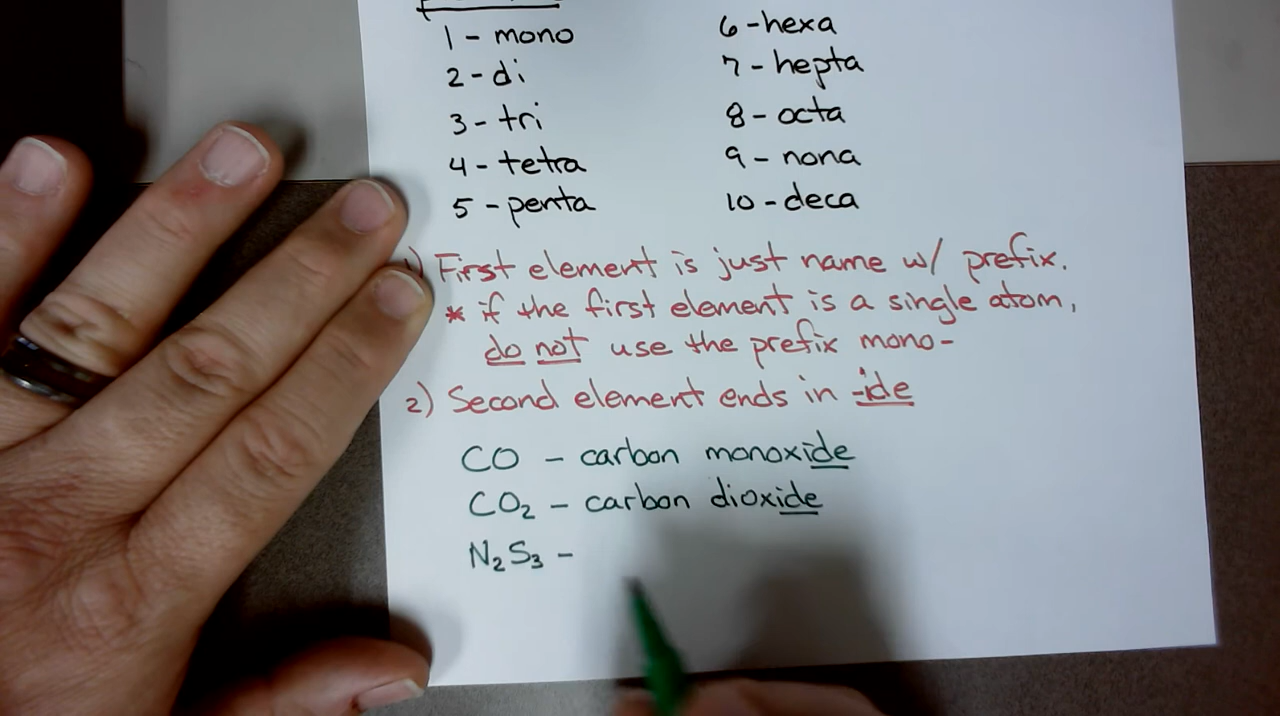 1 - mono
2 - di
3 - tri
4 - tetra
5 - penta
6 - hexa
7 - hepta
8 - octa
9 - nona
10 - deca
1) First element is just name w/ prefix.
* if the first element is a single atom,
do not use the prefix mono-
2) Second element ends in -ide
CO - carbon monoxide
CO₂ - carbon dioxide
N₂S₃ -